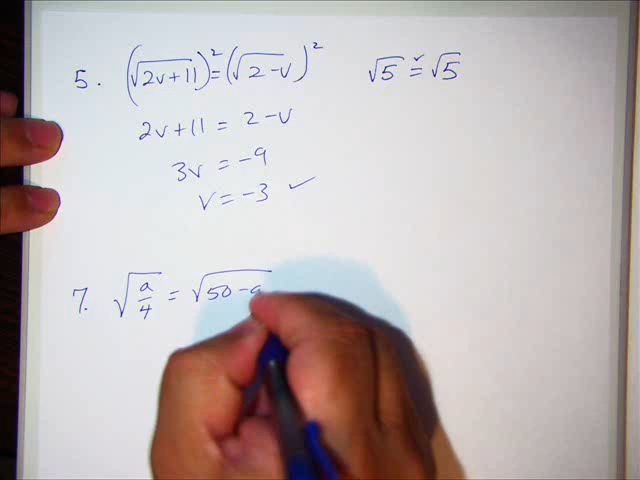 5. (√(2v+11))² = (√(2-v))² √5 ≟ √5
2v+11 = 2-v
3v = -9
v = -3 ✓
7. √(a/4) = √(50-a)